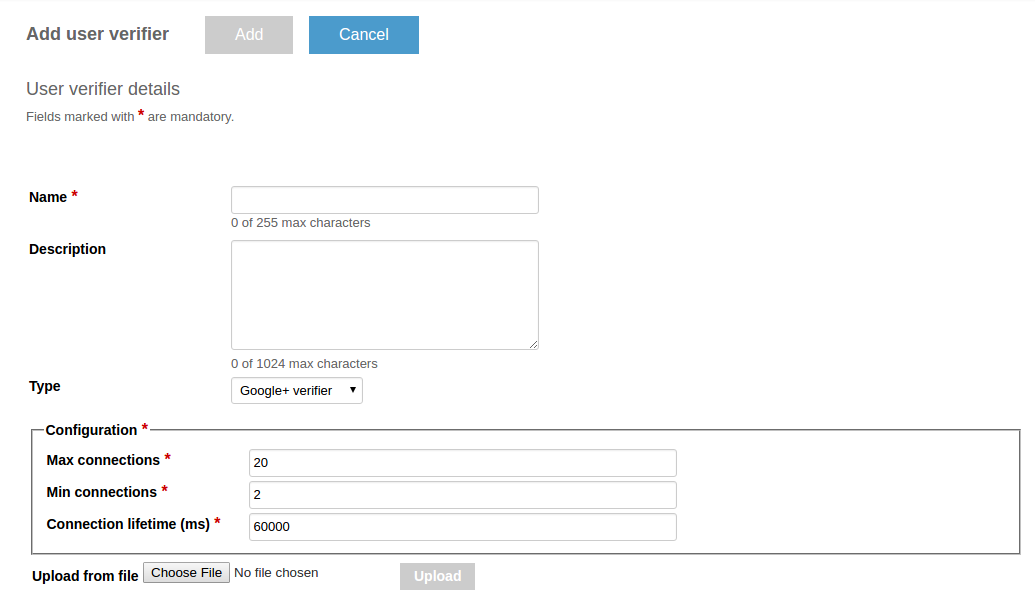 Add user verifier Add Cancel
User verifier details
Fields marked with * are mandatory.
Name *
0 of 255 max characters
Description
0 of 1024 max characters
Type Google+ verifier
Configuration *
Max connections * 20
Min connections * 2
Connection lifetime (ms) * 60000
Upload from file Choose File No file chosen Upload